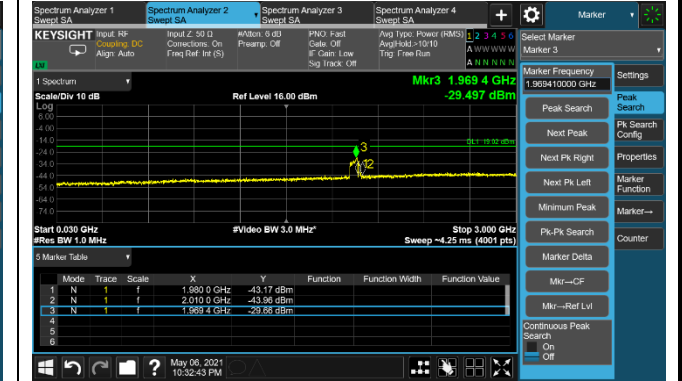 Spectrum Analyzer 1
Swept SA
Spectrum Analyzer 2
Swept SA
Spectrum Analyzer 3
Swept SA
Spectrum Analyzer 4
Swept SA
+
Marker
KEYSIGHT
LXI
Input: RF
Coupling: DC
Align: Auto
Input Z: 50 Ω
Corrections: On
Freq Ref: Int (S)
#Atten: 6 dB
Preamp: Off
PNO: Fast
Gate: Off
IF Gain: Low
Sig Track: Off
Avg Type: Power (RMS)
Avg|Hold:>10/10
Trig: Free Run
1 2 3 4 5 6
A W W W W W
A N N N N N
Select Marker
Marker 3
1 Spectrum
Scale/Div 10 dB
Log
Ref Level 16.00 dBm
Mkr3 1.969 4 GHz
-29.497 dBm
6.00
-4.00
-14.0
-24.0
-34.0
-44.0
-54.0
-64.0
-74.0
3
1
2
Start 0.030 GHz
#Res BW 1.0 MHz
#Video BW 3.0 MHz*
Stop 3.000 GHz
Sweep ~4.25 ms (4001 pts)
5 Marker Table
Mode Trace Scale X Y Function Function Width Function Value
1 N 1 f 1.980 0 GHz -43.17 dBm
2 N 1 f 2.010 0 GHz -43.96 dBm
3 N 1 f 1.969 4 GHz -29.66 dBm
4
5
6
Marker Frequency
1.969410000 GHz
Peak Search
Next Peak
Next Pk Right
Next Pk Left
Minimum Peak
Pk-Pk Search
Marker Delta
Mkr→CF
Mkr→Ref Lvl
Continuous Peak
Search
On
Off
Settings
Peak
Search
Pk Search
Config
Properties
Marker
Function
Marker→
Counter
?
May 06, 2021
10:32:43 PM